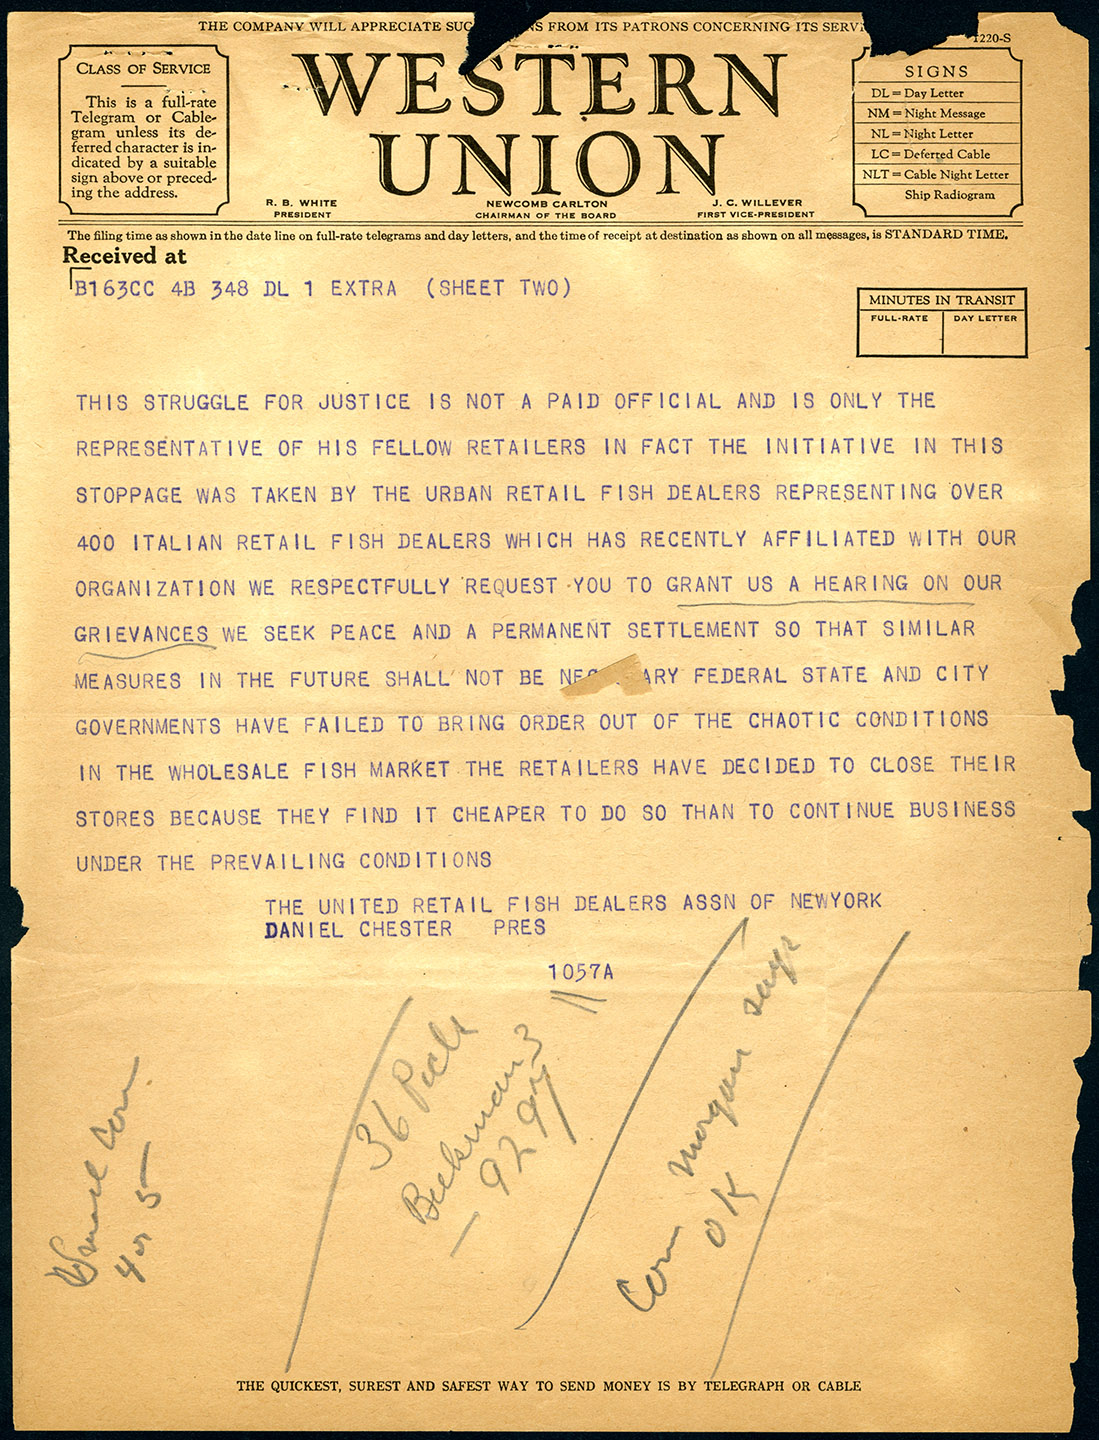 THE COMPANY WILL APPRECIATE SUG NS FROM ITS PATRONS CONCERNING ITS SERV
1220-S
CLASS OF SERVICE
This is a full-rate
Telegram or Cable-
gram unless its de-
ferred character is in-
dicated by a suitable
sign above or preced-
ing the address.
WESTERN
UNION
R. B. WHITE
PRESIDENT
NEWCOMB CARLTON
CHAIRMAN OF THE BOARD
J. C. WILLEVER
FIRST VICE-PRESIDENT
SIGNS
DL = Day Letter
NM = Night Message
NL = Night Letter
LC = Deferred Cable
NLT = Cable Night Letter
Ship Radiogram
The filing time as shown in the date line on full-rate telegrams and day letters, and the time of receipt at destination as shown on all messages, is STANDARD TIME.
Received at
B163CC 4B 348 DL 1 EXTRA (SHEET TWO)
MINUTES IN TRANSIT
FULL-RATE DAY LETTER
THIS STRUGGLE FOR JUSTICE IS NOT A PAID OFFICIAL AND IS ONLY THE
REPRESENTATIVE OF HIS FELLOW RETAILERS IN FACT THE INITIATIVE IN THIS
STOPPAGE WAS TAKEN BY THE URBAN RETAIL FISH DEALERS REPRESENTING OVER
400 ITALIAN RETAIL FISH DEALERS WHICH HAS RECENTLY AFFILIATED WITH OUR
ORGANIZATION WE RESPECTFULLY REQUEST YOU TO GRANT US A HEARING ON OUR
GRIEVANCES WE SEEK PEACE AND A PERMANENT SETTLEMENT SO THAT SIMILAR
MEASURES IN THE FUTURE SHALL NOT BE NEC ARY FEDERAL STATE AND CITY
GOVERNMENTS HAVE FAILED TO BRING ORDER OUT OF THE CHAOTIC CONDITIONS
IN THE WHOLESALE FISH MARKET THE RETAILERS HAVE DECIDED TO CLOSE THEIR
STORES BECAUSE THEY FIND IT CHEAPER TO DO SO THAN TO CONTINUE BUSINESS
UNDER THE PREVAILING CONDITIONS
THE UNITED RETAIL FISH DEALERS ASSN OF NEWYORK
DANIEL CHESTER PRES
1057A
Small Com
4 or 5
36 Peck
Beekman 3
- 9297
Com Morgan says
OK
THE QUICKEST, SUREST AND SAFEST WAY TO SEND MONEY IS BY TELEGRAPH OR CABLE